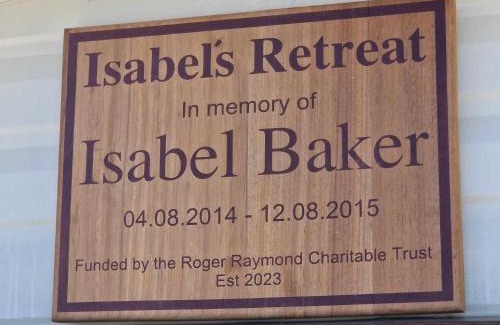 Isabel's Retreat
In memory of
Isabel Baker
04.08.2014 - 12.08.2015
Funded by the Roger Raymond Charitable Trust
Est 2023